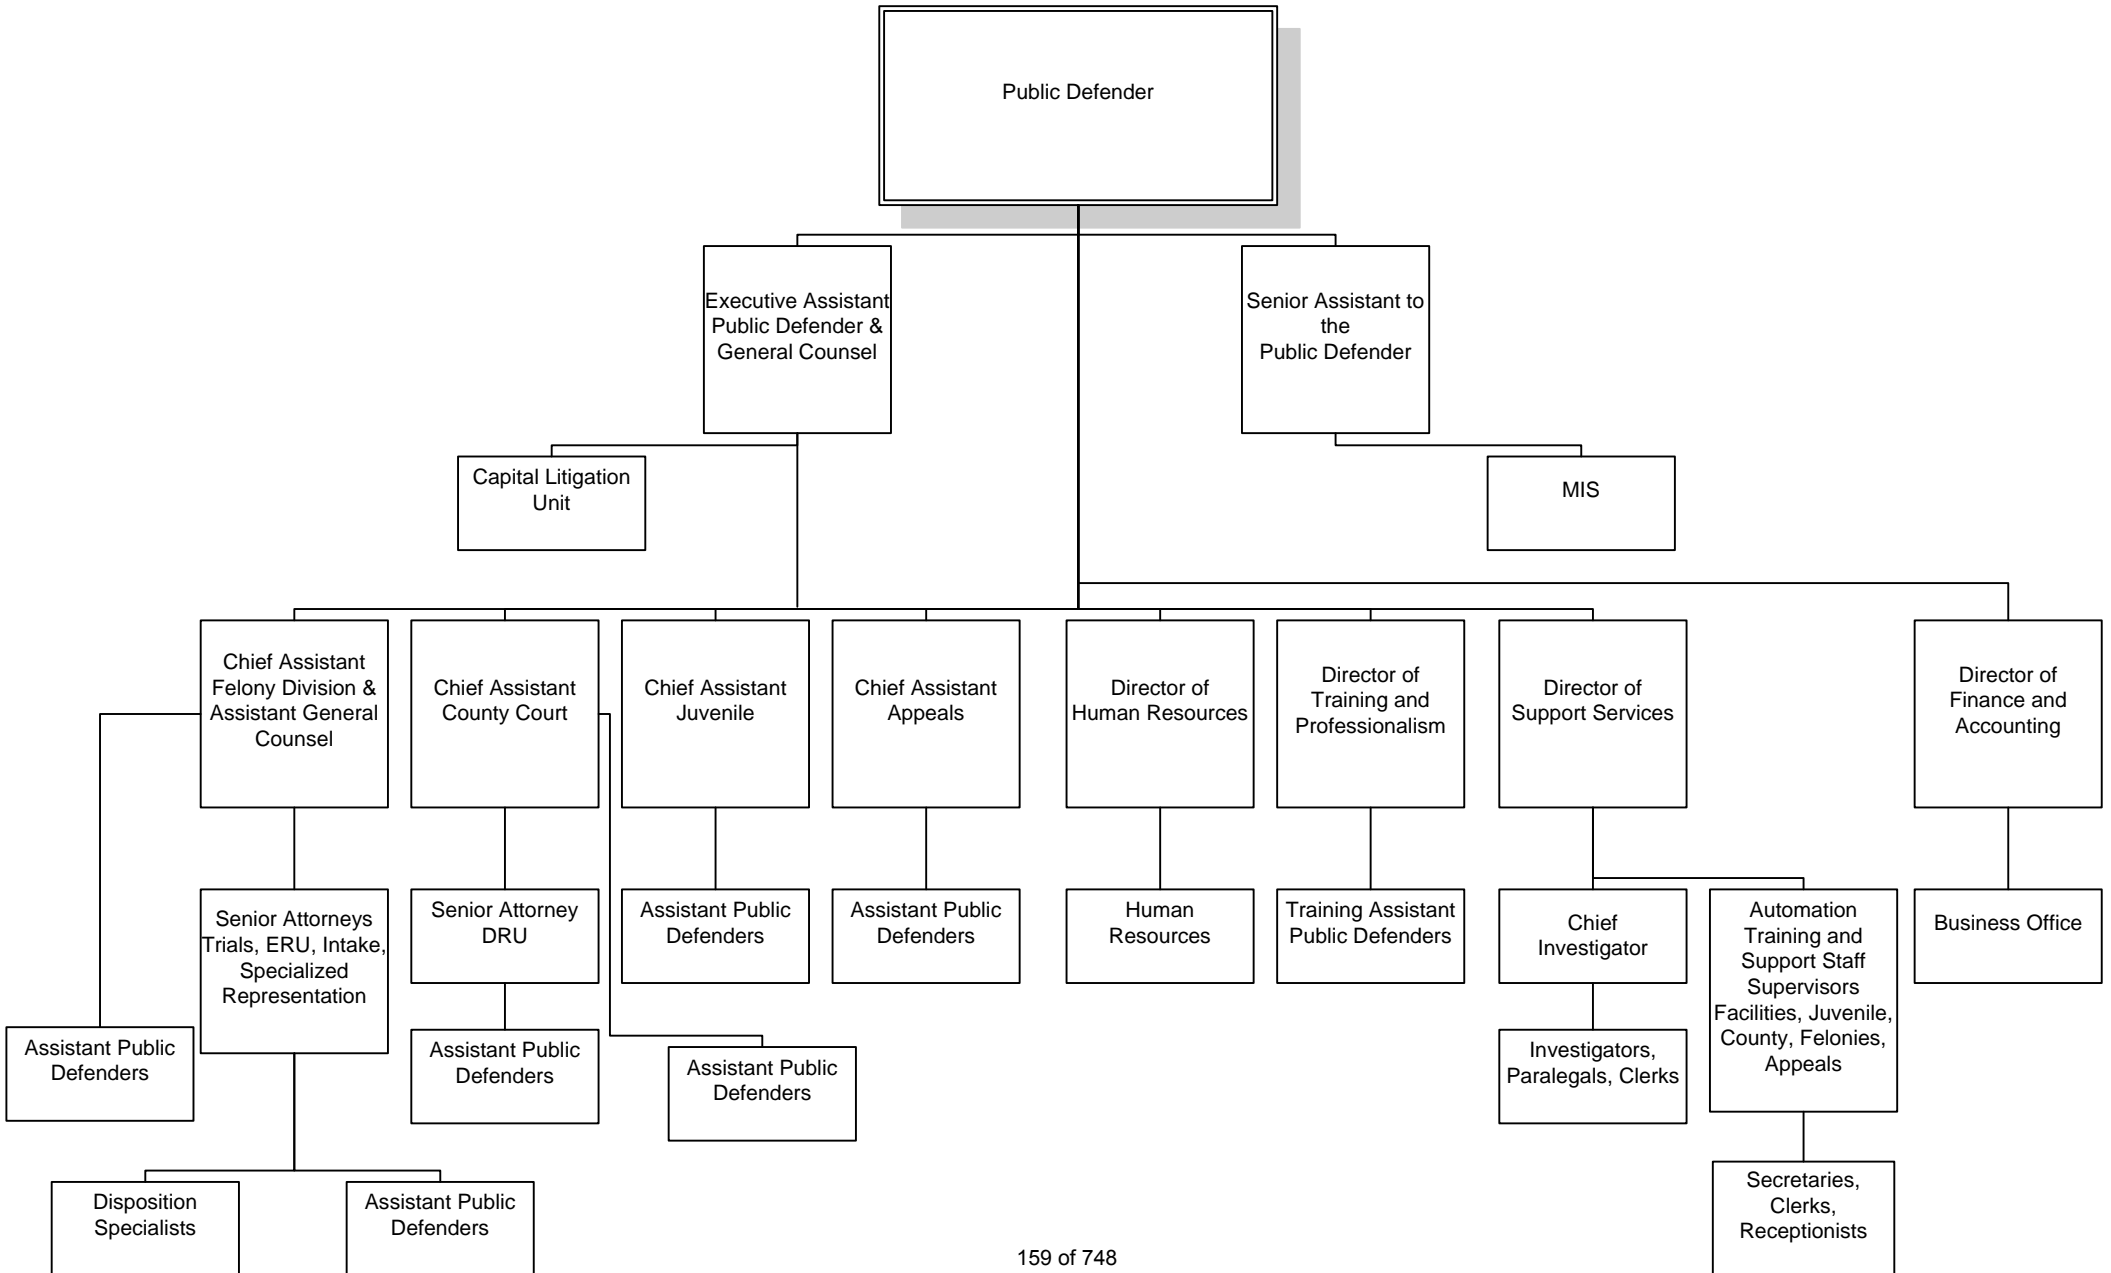 Public Defender
Executive Assistant
Public Defender &
General Counsel
Senior Assistant to
the
Public Defender
Capital Litigation
Unit
MIS
Chief Assistant
Felony Division &
Assistant General
Counsel
Chief Assistant
County Court
Chief Assistant
Juvenile
Chief Assistant
Appeals
Director of
Human Resources
Director of
Training and
Professionalism
Director of
Support Services
Director of
Finance and
Accounting
Senior Attorneys
Trials, ERU, Intake,
Specialized
Representation
Senior Attorney
DRU
Assistant Public
Defenders
Assistant Public
Defenders
Human
Resources
Training Assistant
Public Defenders
Chief
Investigator
Automation
Training and
Support Staff
Supervisors
Facilities, Juvenile,
County, Felonies,
Appeals
Business Office
Assistant Public
Defenders
Assistant Public
Defenders
Assistant Public
Defenders
Investigators,
Paralegals, Clerks
Disposition
Specialists
Assistant Public
Defenders
Secretaries,
Clerks,
Receptionists
159 of 748